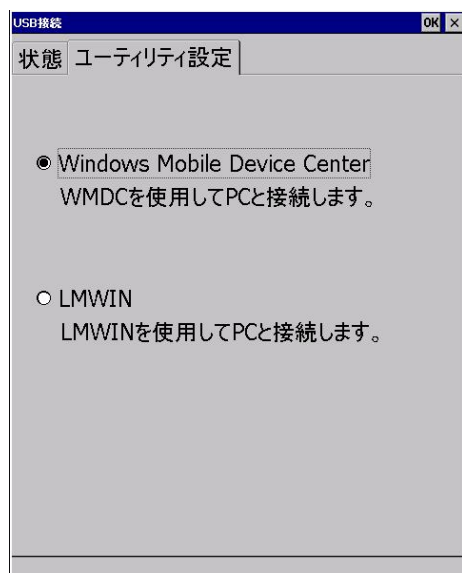 USB接続 OK ×
状態 ユーティリティ設定
Windows Mobile Device Center
WMDCを使用してPCと接続します。
LMWIN
LMWINを使用してPCと接続します。